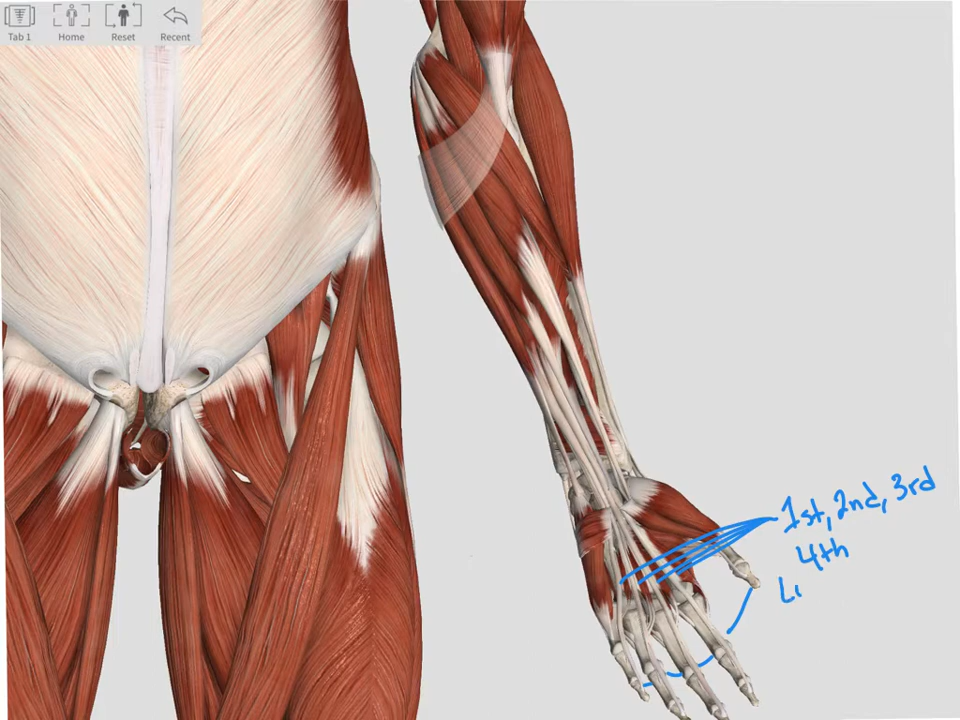 Tab 1 Home Reset Recent
1st, 2nd, 3rd
4th